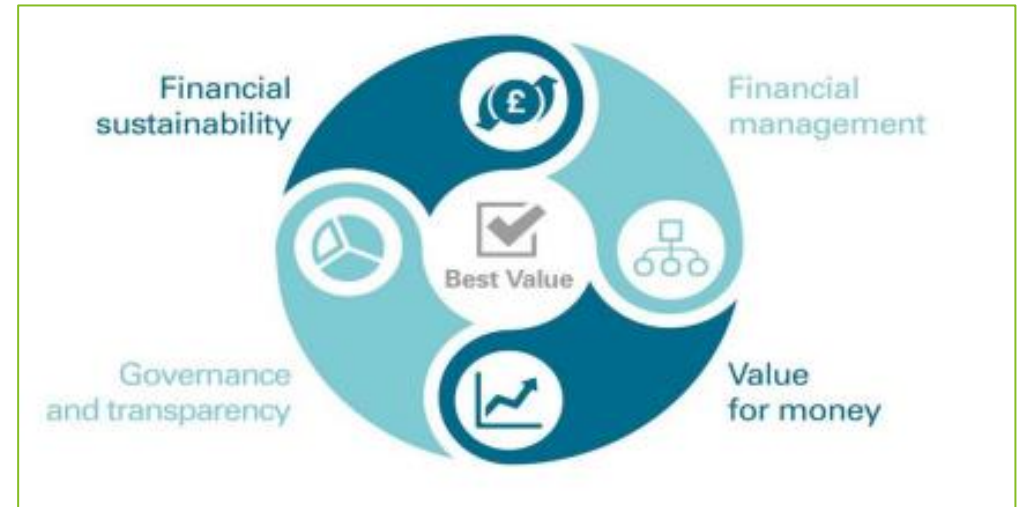 Financial
sustainability
£
Financial
management
Best Value
Governance
and transparency
Value
for money